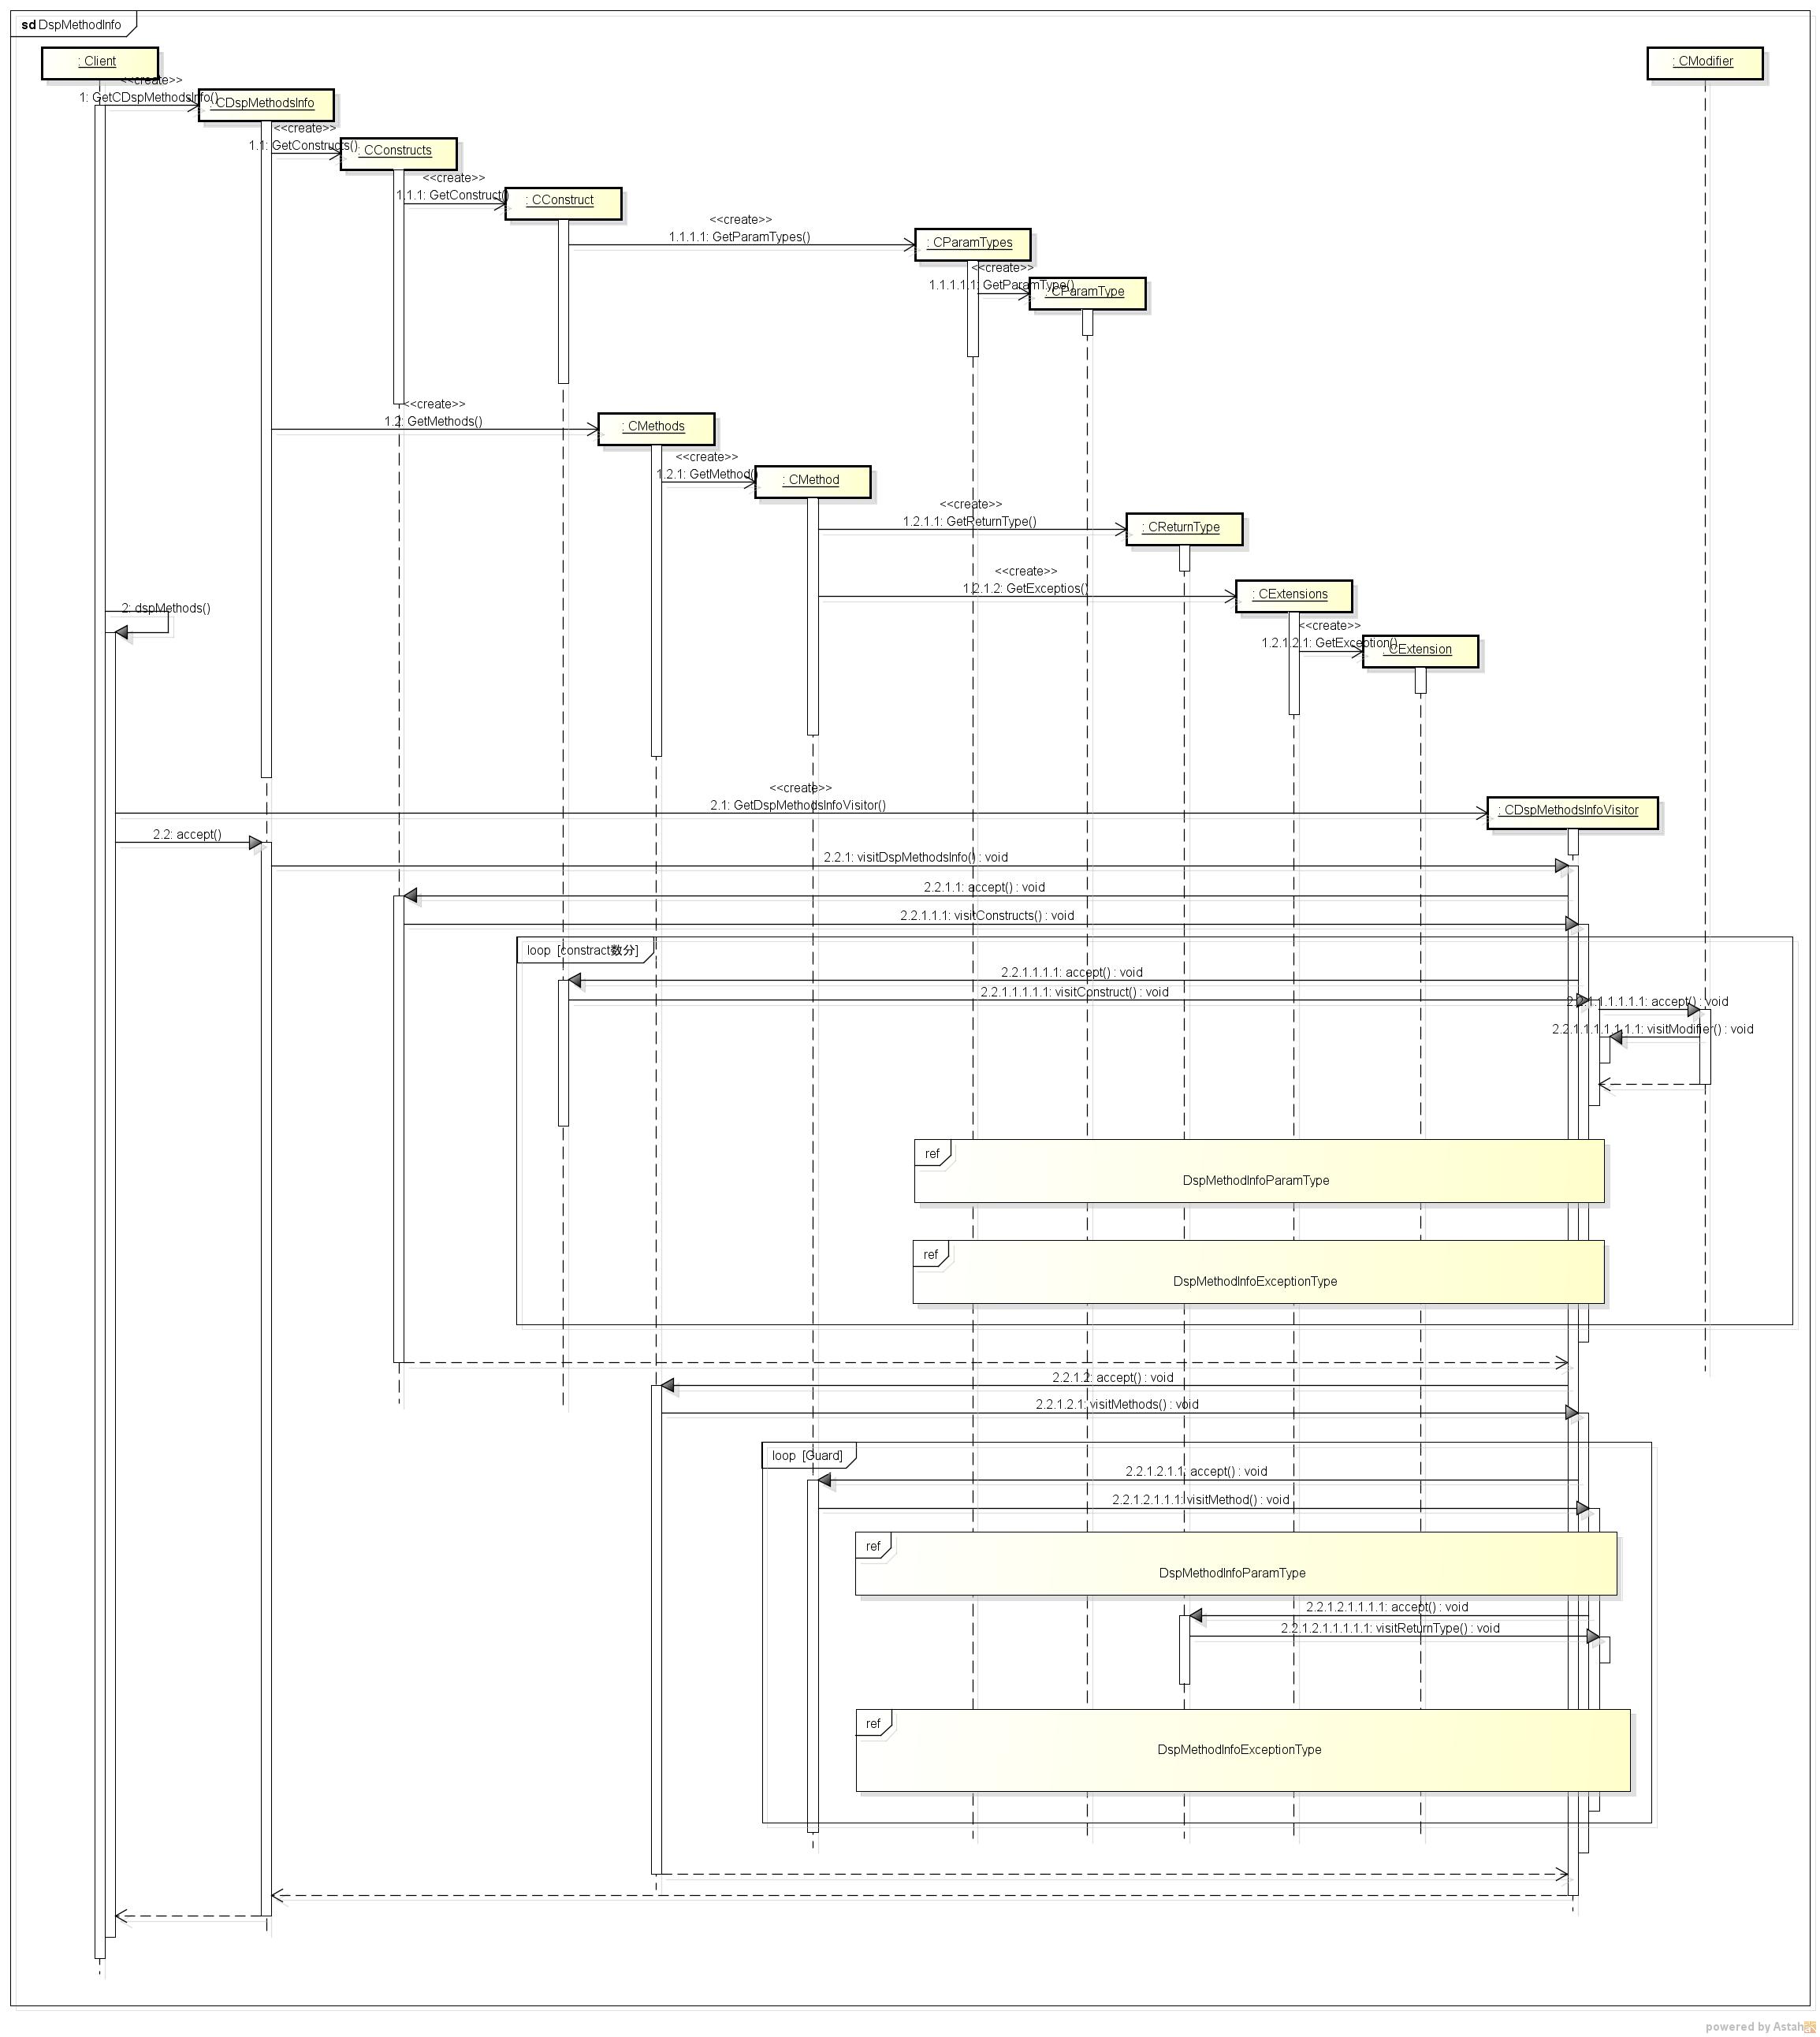 sd DspMethodInfo
: Client
: CModifier
<<create>>
1: GetCDspMethodsInfo()
: CDspMethodsInfo
<<create>>
1.1: GetConstructs()
: CConstructs
<<create>>
1.1.1: GetConstruct()
: CConstruct
<<create>>
1.1.1.1: GetParamTypes()
: CParamTypes
<<create>>
1.1.1.1.1: GetParamType()
: CParamType
<<create>>
1.2: GetMethods()
: CMethods
<<create>>
1.2.1: GetMethod()
: CMethod
<<create>>
1.2.1.1: GetReturnType()
: CReturnType
<<create>>
1.2.1.2: GetExceptios()
: CExtensions
2: dspMethods()
<<create>>
1.2.1.2.1: GetException()
: CExtension
<<create>>
2.1: GetDspMethodsInfoVisitor()
: CDspMethodsInfoVisitor
2.2: accept()
2.2.1: visitDspMethodsInfo() : void
2.2.1.1: accept() : void
2.2.1.1.1: visitConstructs() : void
loop [constract数分]
2.2.1.1.1.1: accept() : void
2.2.1.1.1.1.1: visitConstruct() : void
2.2.1.1.1.1.1.1: accept() : void
2.2.1.1.1.1.1.1.1: visitModifier() : void
ref
DspMethodInfoParamType
ref
DspMethodInfoExceptionType
2.2.1.2: accept() : void
2.2.1.2.1: visitMethods() : void
loop [Guard]
2.2.1.2.1.1: accept() : void
2.2.1.2.1.1.1: visitMethod() : void
ref
DspMethodInfoParamType
2.2.1.2.1.1.1.1: accept() : void
2.2.1.2.1.1.1.1.1: visitReturnType() : void
ref
DspMethodInfoExceptionType
powered by Astah